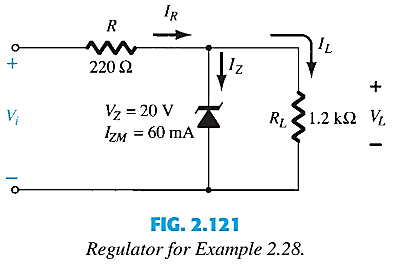 R
I_R
220 Ω
I_Z
I_L
+
V_i
−
V_Z = 20 V
I_ZM = 60 mA
R_L
1.2 kΩ
+
V_L
−
FIG. 2.121
Regulator for Example 2.28.